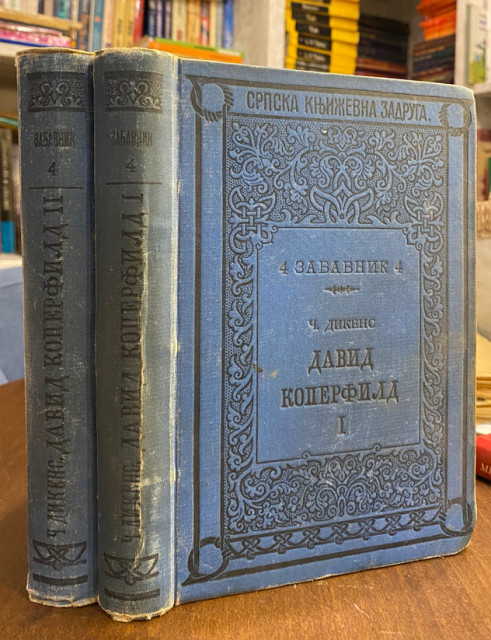 СРПСКА КЊИЖЕВНА ЗАДРУГА.
4 ЗАБАВНИК 4
Ч. ДИКЕНС
ДАВИД
КОПЕРФИЛД
I.
ЗАБАВНИК
4
Ч. ДИКЕНС, ДАВИД КОПЕРФИЛД I
ЗАБАВНИК
4
Ч. ДИКЕНС, ДАВИД КОПЕРФИЛД II